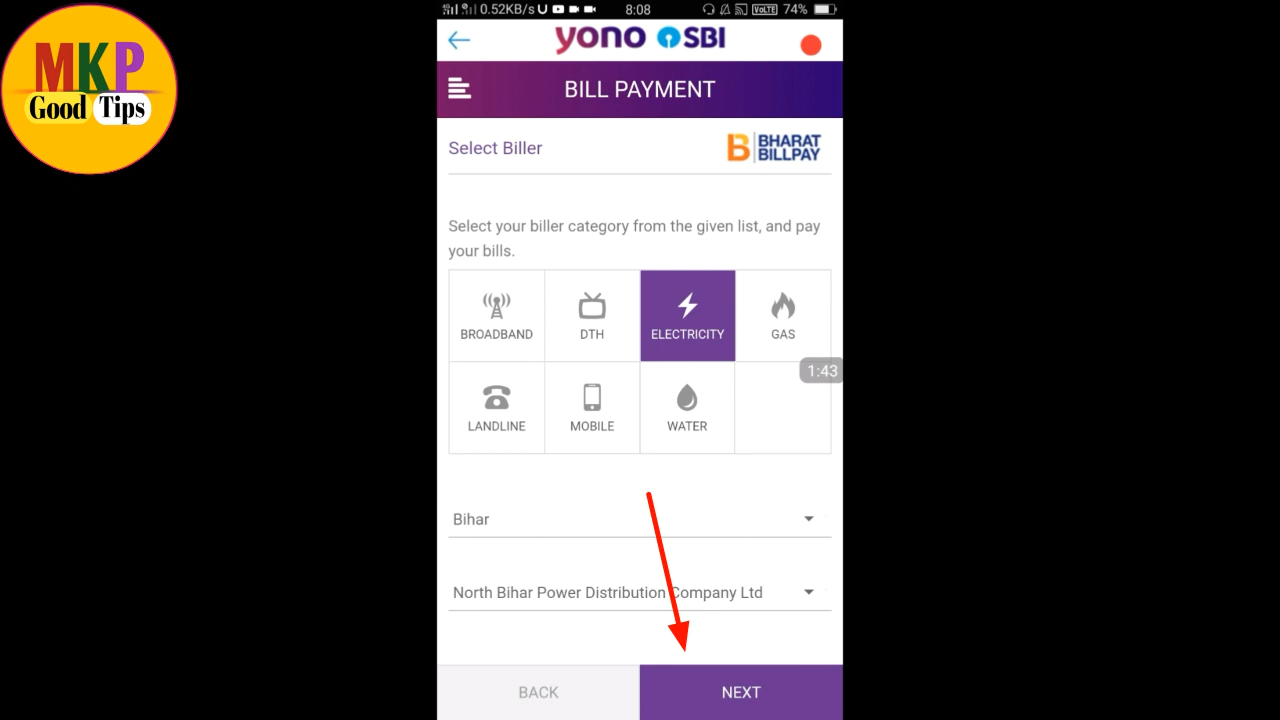 MKP
Good Tips
0.52KB/s 8:08 VoLTE 74%
yono SBI
BILL PAYMENT
Select Biller
BHARAT
BILLPAY
Select your biller category from the given list, and pay
your bills.
BROADBAND DTH ELECTRICITY GAS
1:43
LANDLINE MOBILE WATER
Bihar
North Bihar Power Distribution Company Ltd
BACK NEXT